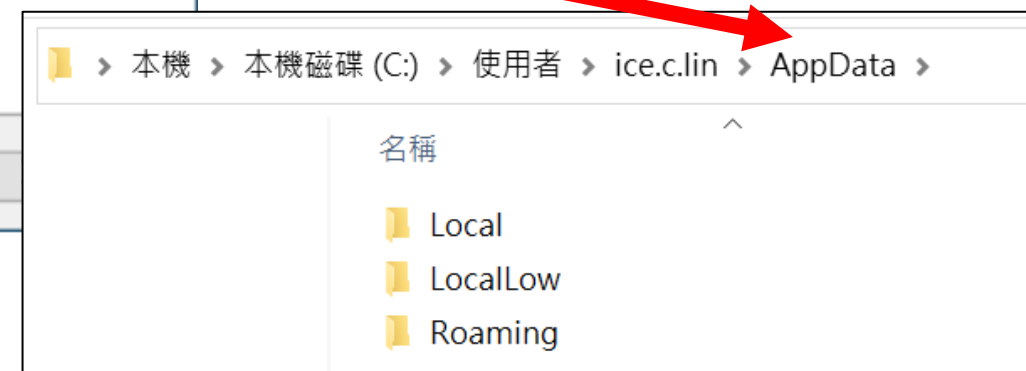 本機 > 本機磁碟 (C:) > 使用者 > ice.c.lin > AppData >
名稱
Local
LocalLow
Roaming